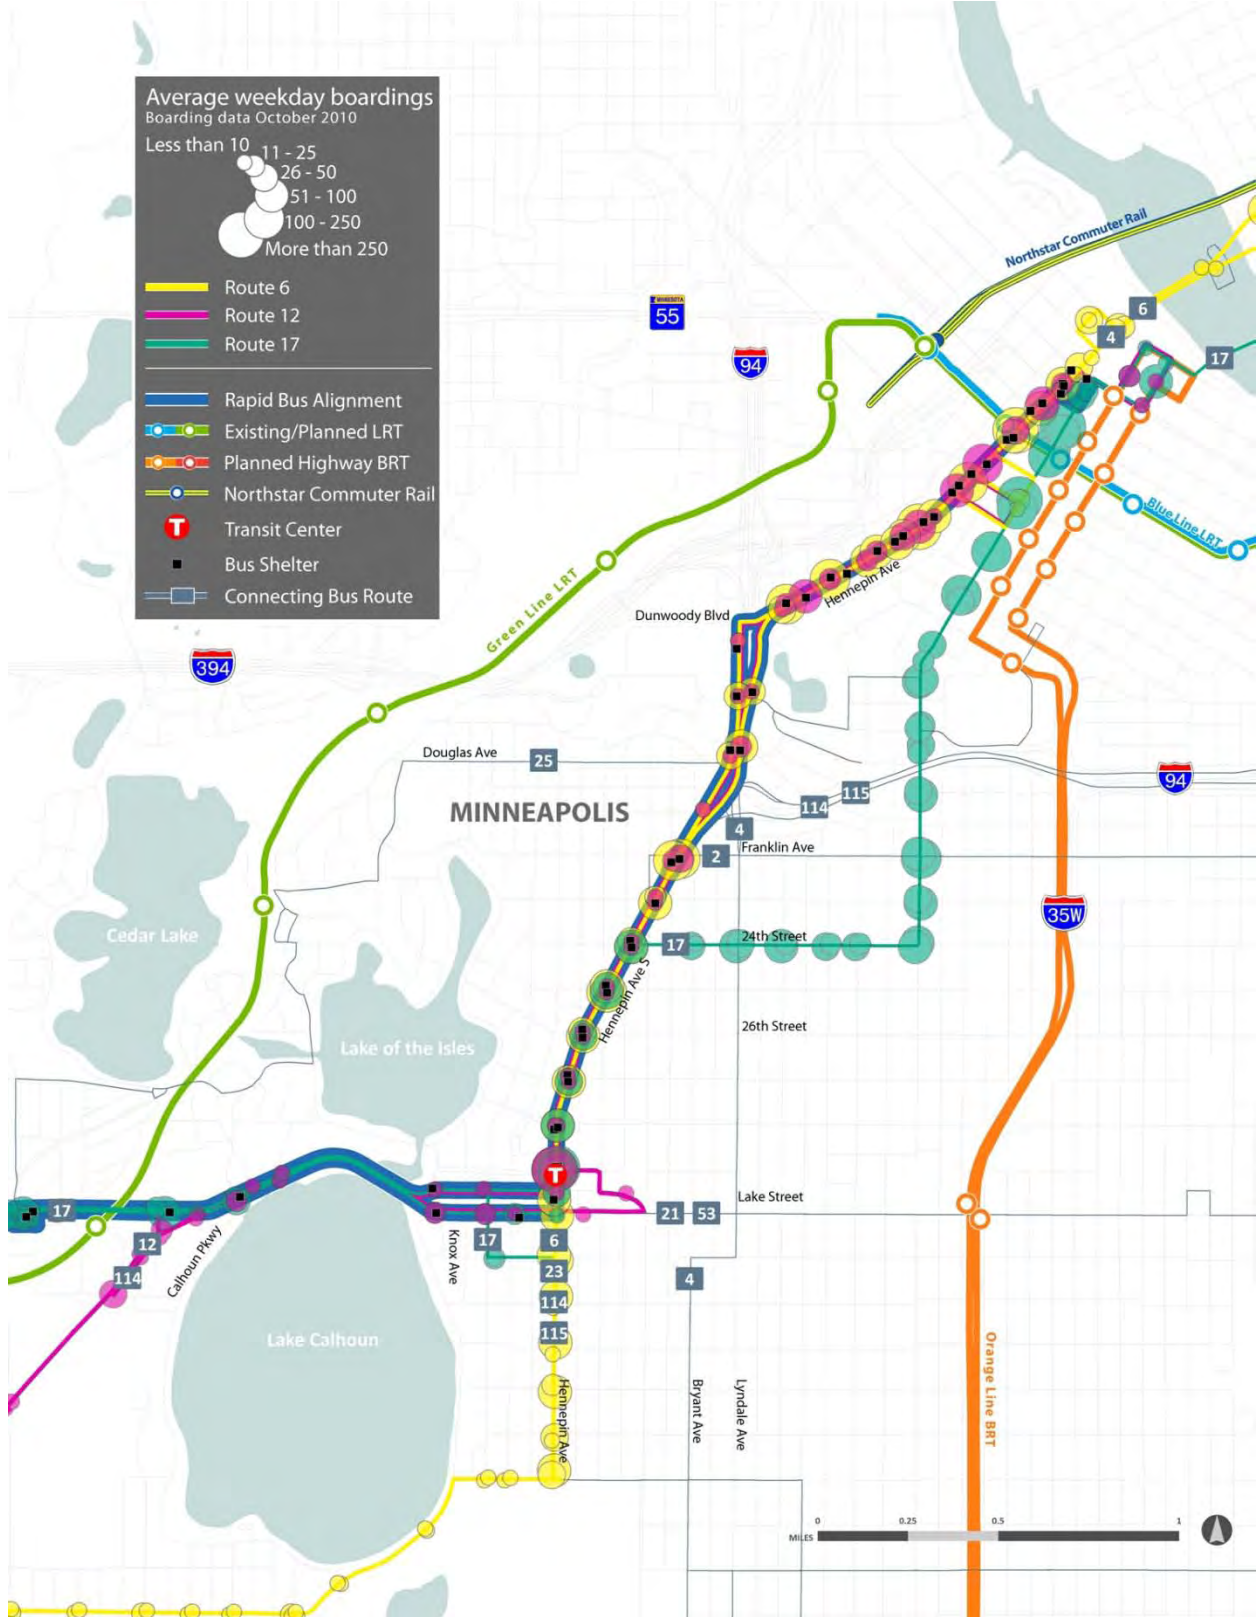 Average weekday boardings
Boarding data October 2010
Less than 10
11 - 25
26 - 50
51 - 100
100 - 250
More than 250
Route 6
Route 12
Route 17
Rapid Bus Alignment
Existing/Planned LRT
Planned Highway BRT
Northstar Commuter Rail
T
Transit Center
Bus Shelter
Connecting Bus Route
Northstar Commuter Rail
MINNESOTA
55
94
6
4
17
Blue Line LRT
Green Line LRT
Hennepin Ave
Dunwoody Blvd
394
Douglas Ave
25
94
115
114
MINNEAPOLIS
4
2
Franklin Ave
35W
Cedar Lake
17
24th Street
Hennepin Ave S
26th Street
Lake of the Isles
T
Lake Street
17
21
53
12
17
6
Calhoun Pkwy
Knox Ave
114
23
4
114
115
Lake Calhoun
Orange Line BRT
Hennepin Ave
Bryant Ave
Lyndale Ave
0
0.25
0.5
1
MILES